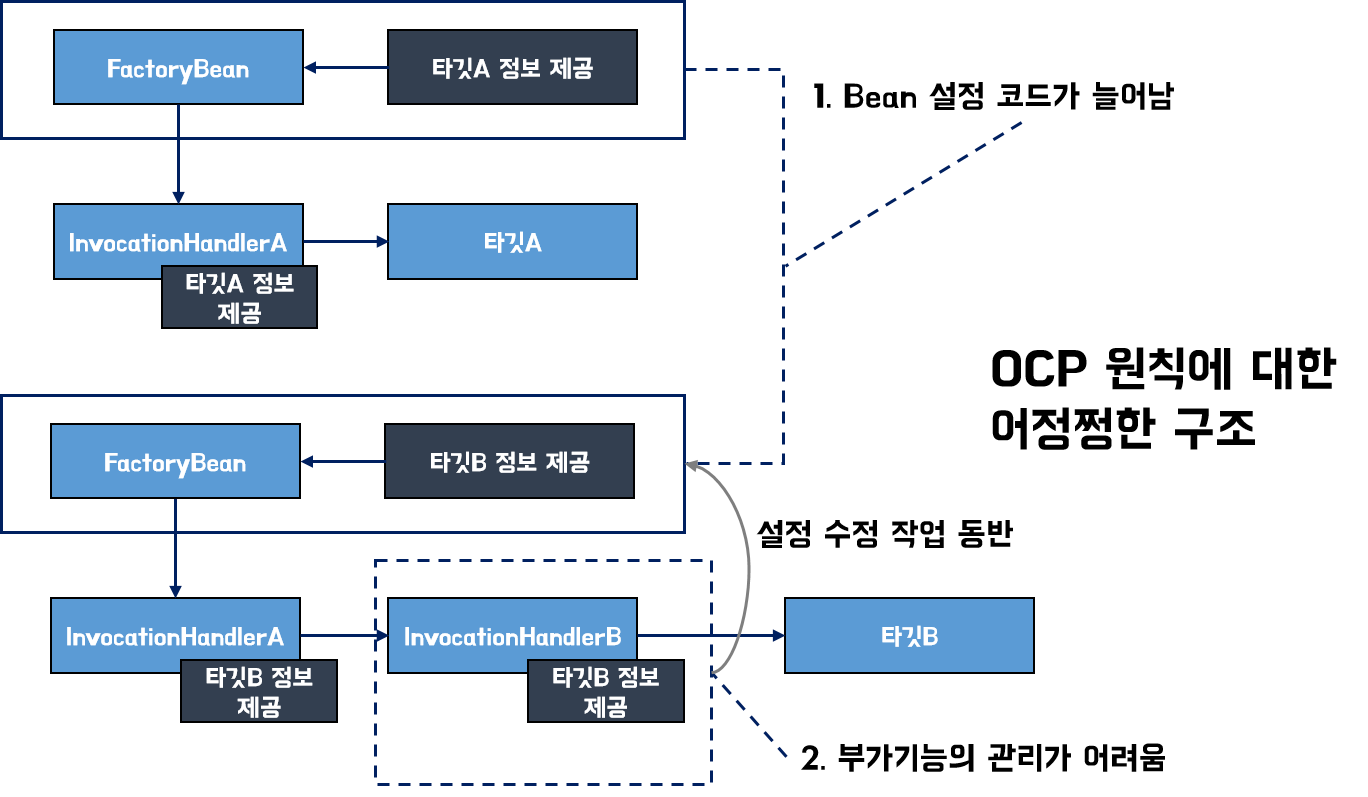 FactoryBean
타깃A 정보 제공
1. Bean 설정 코드가 늘어남
InvocationHandlerA
타깃A
타깃A 정보
제공
OCP 원칙에 대한
어정쩡한 구조
FactoryBean
타깃B 정보 제공
설정 수정 작업 동반
InvocationHandlerA
InvocationHandlerB
타깃B
타깃B 정보
제공
타깃B 정보
제공
2. 부가기능의 관리가 어려움